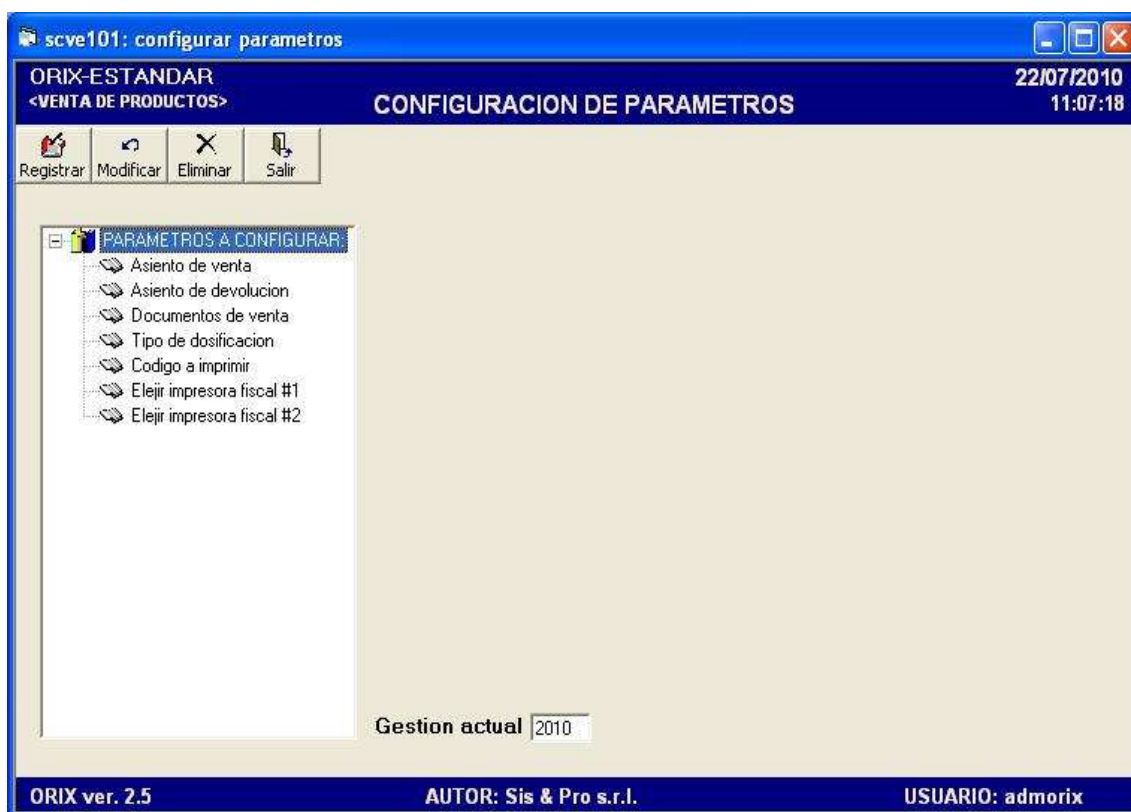 scve101: configurar parametros
ORIX-ESTANDAR
22/07/2010
<VENTA DE PRODUCTOS>
CONFIGURACION DE PARAMETROS
11:07:18
Registrar Modificar Eliminar Salir
PARAMETROS A CONFIGURAR:
Asiento de venta
Asiento de devolucion
Documentos de venta
Tipo de dosificacion
Codigo a imprimir
Elejir impresora fiscal #1
Elejir impresora fiscal #2
Gestion actual 2010
ORIX ver. 2.5 AUTOR: Sis & Pro s.r.l. USUARIO: admorix